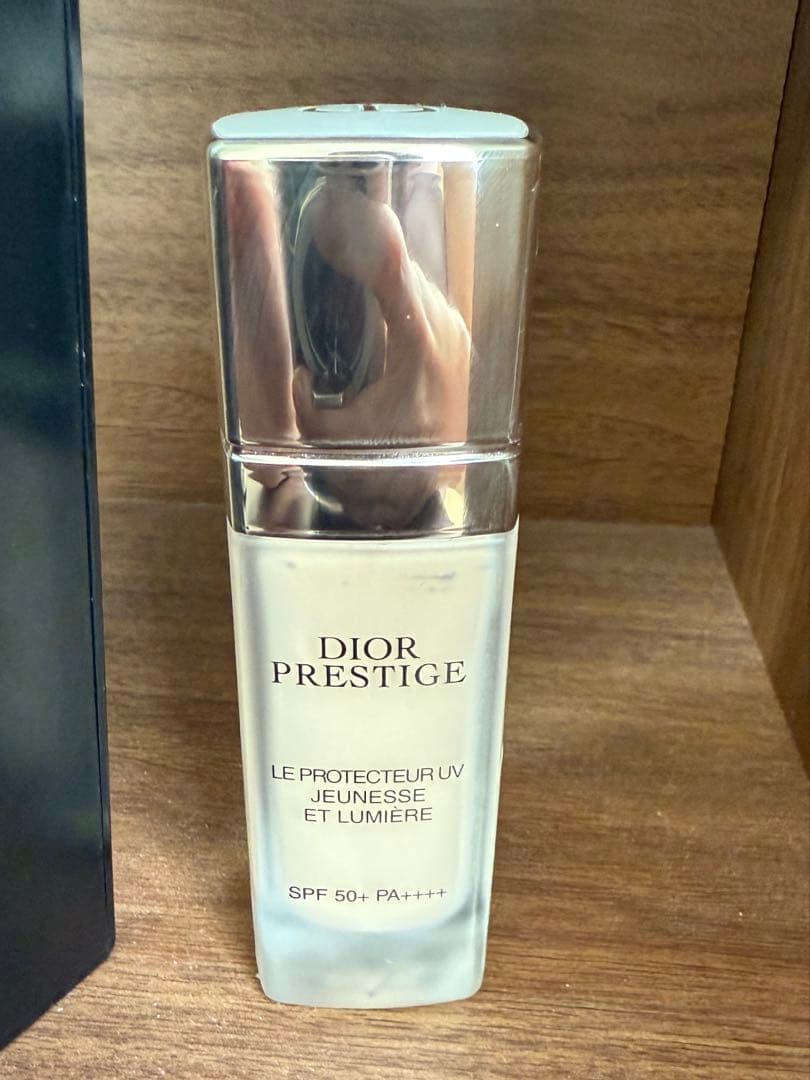 DIOR
PRESTIGE
LE PROTECTEUR UV
JEUNESSE
ET LUMIÈRE
SPF 50+ PA++++